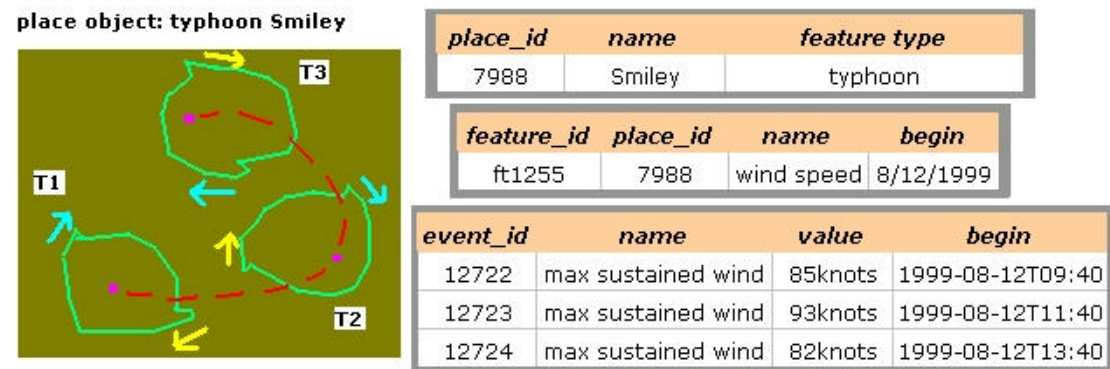 place object: typhoon Smiley
T3
T1
T2
place_id name feature type
7988 Smiley typhoon
feature_id place_id name begin
ft1255 7988 wind speed 8/12/1999
event_id name value begin
12722 max sustained wind 85knots 1999-08-12T09:40
12723 max sustained wind 93knots 1999-08-12T11:40
12724 max sustained wind 82knots 1999-08-12T13:40